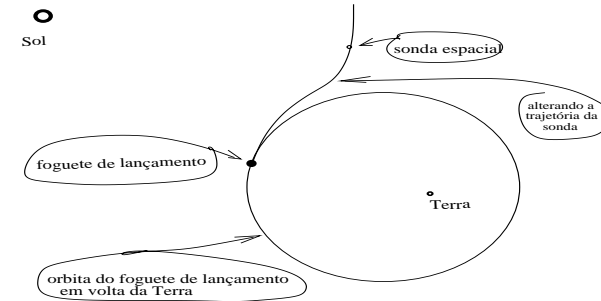 Sol
sonda espacial
alterando a
trajetória da
sonda
foguete de lançamento
Terra
orbita do foguete de lançamento
em volta da Terra